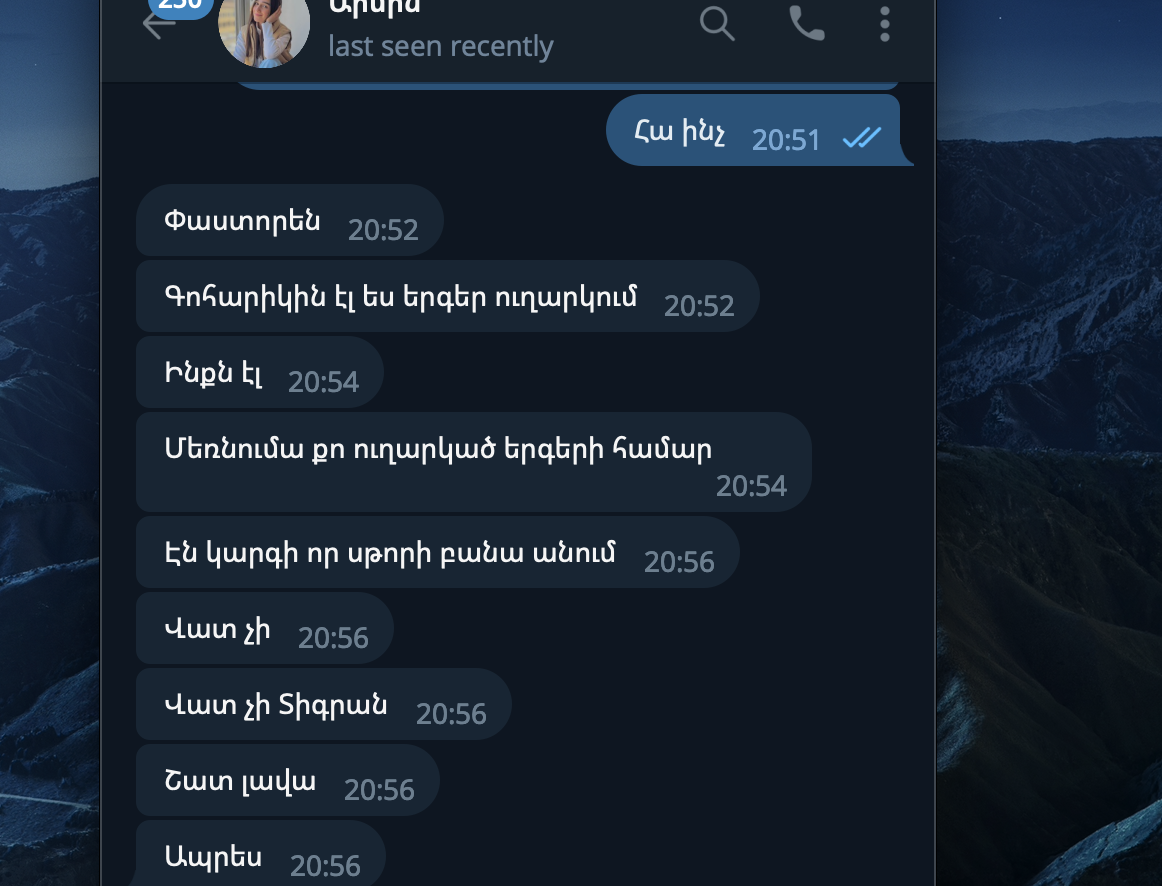 250
Արմին
last seen recently
Հա ինչ 20:51
Փաստորեն 20:52
Գոհարիկին էլ ես երգեր ուղարկում 20:52
Ինքն էլ 20:54
Մեռնումա քո ուղարկած երգերի համար
20:54
Էն կարգի որ սթորի բանա անում 20:56
Վատ չի 20:56
Վատ չի Տիգրան 20:56
Շատ լավա 20:56
Ապրես 20:56